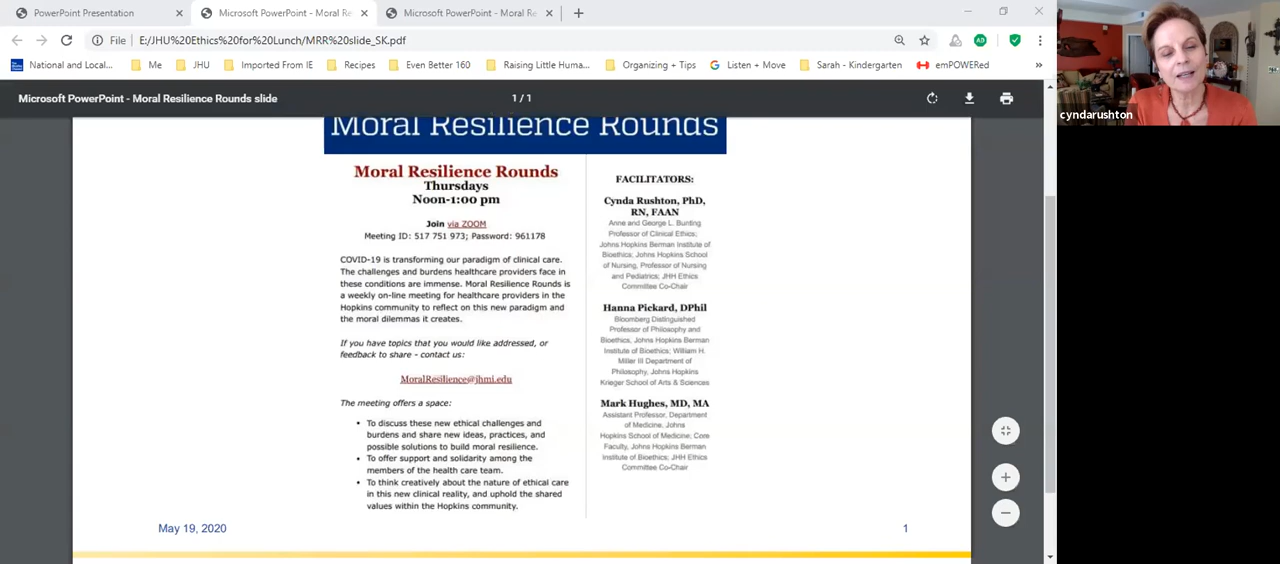 PowerPoint Presentation
Microsoft PowerPoint - Moral Re
Microsoft PowerPoint - Moral Re
File
E:/JHU%20Ethics%20for%20Lunch/MRR%20slide_SK.pdf
National and Local...
Me
JHU
Imported From IE
Recipes
Even Better 160
Raising Little Huma...
Organizing + Tips
Listen + Move
Sarah - Kindergarten
emPOWERed
»
Microsoft PowerPoint - Moral Resilience Rounds slide
1 / 1
cyndarushton
Moral Resilience Rounds
Moral Resilience Rounds
Thursdays
Noon-1:00 pm
Join via ZOOM
Meeting ID: 517 751 973; Password: 961178
COVID-19 is transforming our paradigm of clinical care.
The challenges and burdens healthcare providers face in
these conditions are immense. Moral Resilience Rounds is
a weekly on-line meeting for healthcare providers in the
Hopkins community to reflect on this new paradigm and
the moral dilemmas it creates.
If you have topics that you would like addressed, or
feedback to share - contact us:
MoralResilience@jhmi.edu
The meeting offers a space:
• To discuss these new ethical challenges and
burdens and share new ideas, practices, and
possible solutions to build moral resilience.
• To offer support and solidarity among the
members of the health care team.
• To think creatively about the nature of ethical care
in this new clinical reality, and uphold the shared
values within the Hopkins community.
FACILITATORS:
Cynda Rushton, PhD,
RN, FAAN
Anne and George L. Bunting
Professor of Clinical Ethics;
Johns Hopkins Berman Institute of
Bioethics; Johns Hopkins School
of Nursing, Professor of Nursing
and Pediatrics; JHH Ethics
Committee Co-Chair
Hanna Pickard, DPhil
Bloomberg Distinguished
Professor of Philosophy and
Bioethics, Johns Hopkins Berman
Institute of Bioethics; William H.
Miller III Department of
Philosophy, Johns Hopkins
Krieger School of Arts & Sciences
Mark Hughes, MD, MA
Assistant Professor, Department
of Medicine, Johns
Hopkins School of Medicine; Core
Faculty, Johns Hopkins Berman
Institute of Bioethics; JHH Ethics
Committee Co-Chair
May 19, 2020
1